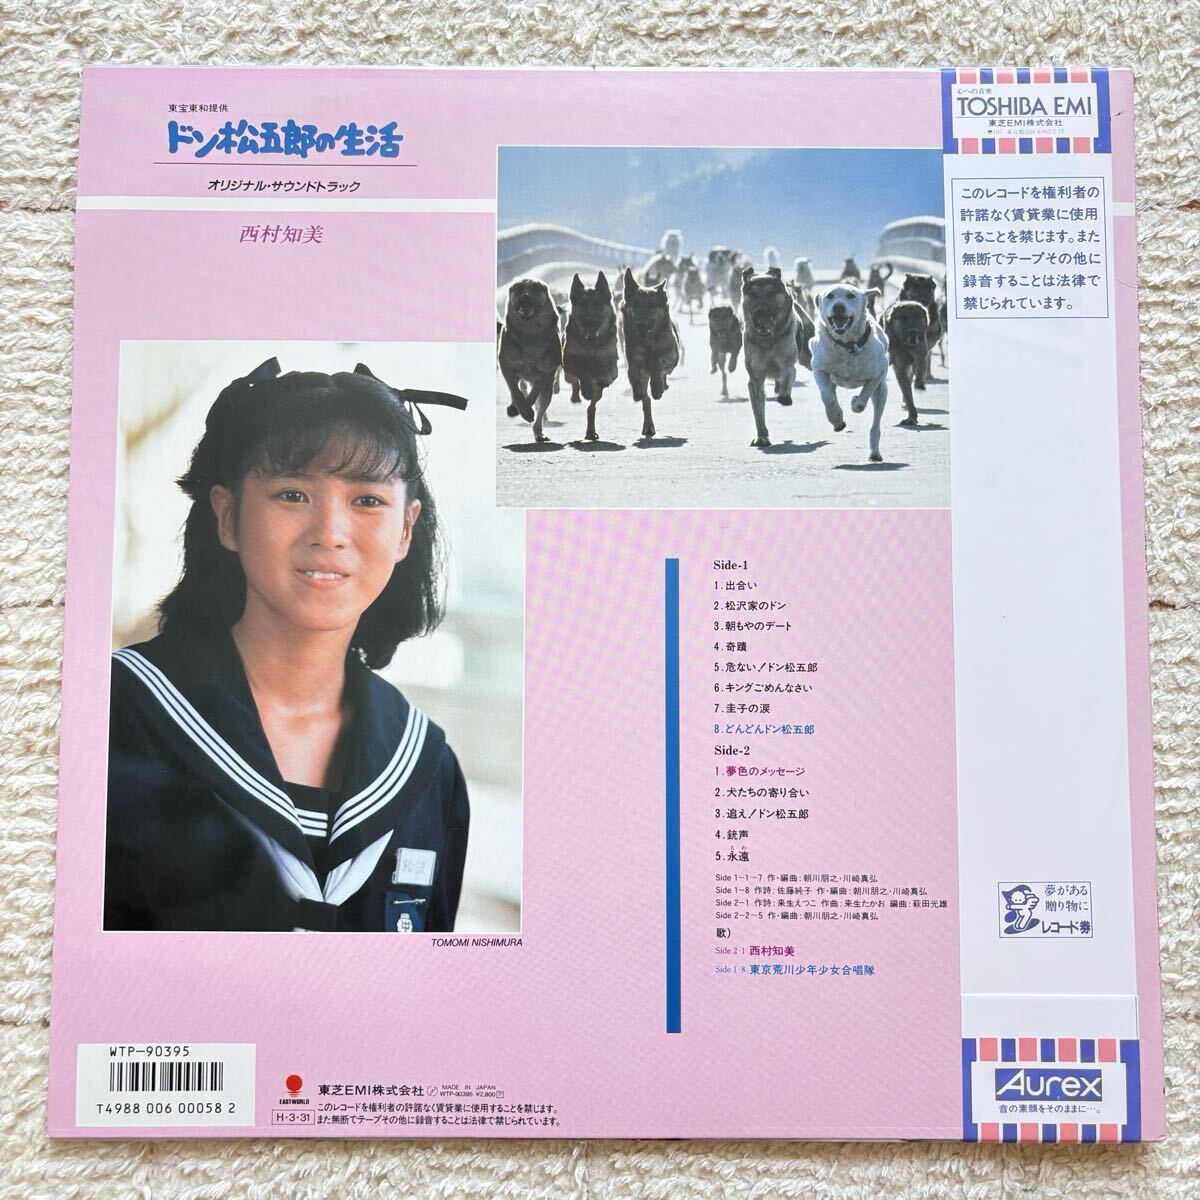 東宝東和提供
ドン松五郎の生活
オリジナル・サウンドトラック
西村知美
TOMOMI NISHIMURA
Side-1
1.出合い
2.松沢家のドン
3.朝もやのデート
4.奇蹟
5.危ない!ドン松五郎
6.キングごめんなさい
7.圭子の涙
8.どんどんドン松五郎
Side-2
1.夢色のメッセージ
2.犬たちの寄り合い
3.追え!ドン松五郎
4.銃声
とわ
5.永遠
Side 1-1~7 作・編曲:朝川朋之・川崎真弘
Side 1-8 作詩:佐藤純子 作・編曲:朝川朋之・川崎真弘
Side 2-1 作詩:来生えつこ 作曲:来生たかお 編曲:萩田光雄
Side 2-2~5 作・編曲:朝川朋之・川崎真弘
歌)
Side 2-1 西村知美
Side 1-8 東京荒川少年少女合唱隊
心への音楽
TOSHIBA EMI
東芝EMI株式会社
このレコードを権利者の
許諾なく賃貸業に使用
することを禁じます。また
無断でテープその他に
録音することは法律で
禁じられています。
夢がある
贈り物に
レコード券
Aurex
音の素顔をそのままに…。
WTP-90395
T4988 006 00058 2
EASTWORLD
H・3・31
東芝EMI株式会社
MADE IN JAPAN
WTP-90395 ¥2,800
このレコードを権利者の許諾なく賃貸業に使用することを禁じます。
また無断でテープその他に録音することは法律で禁じられています。